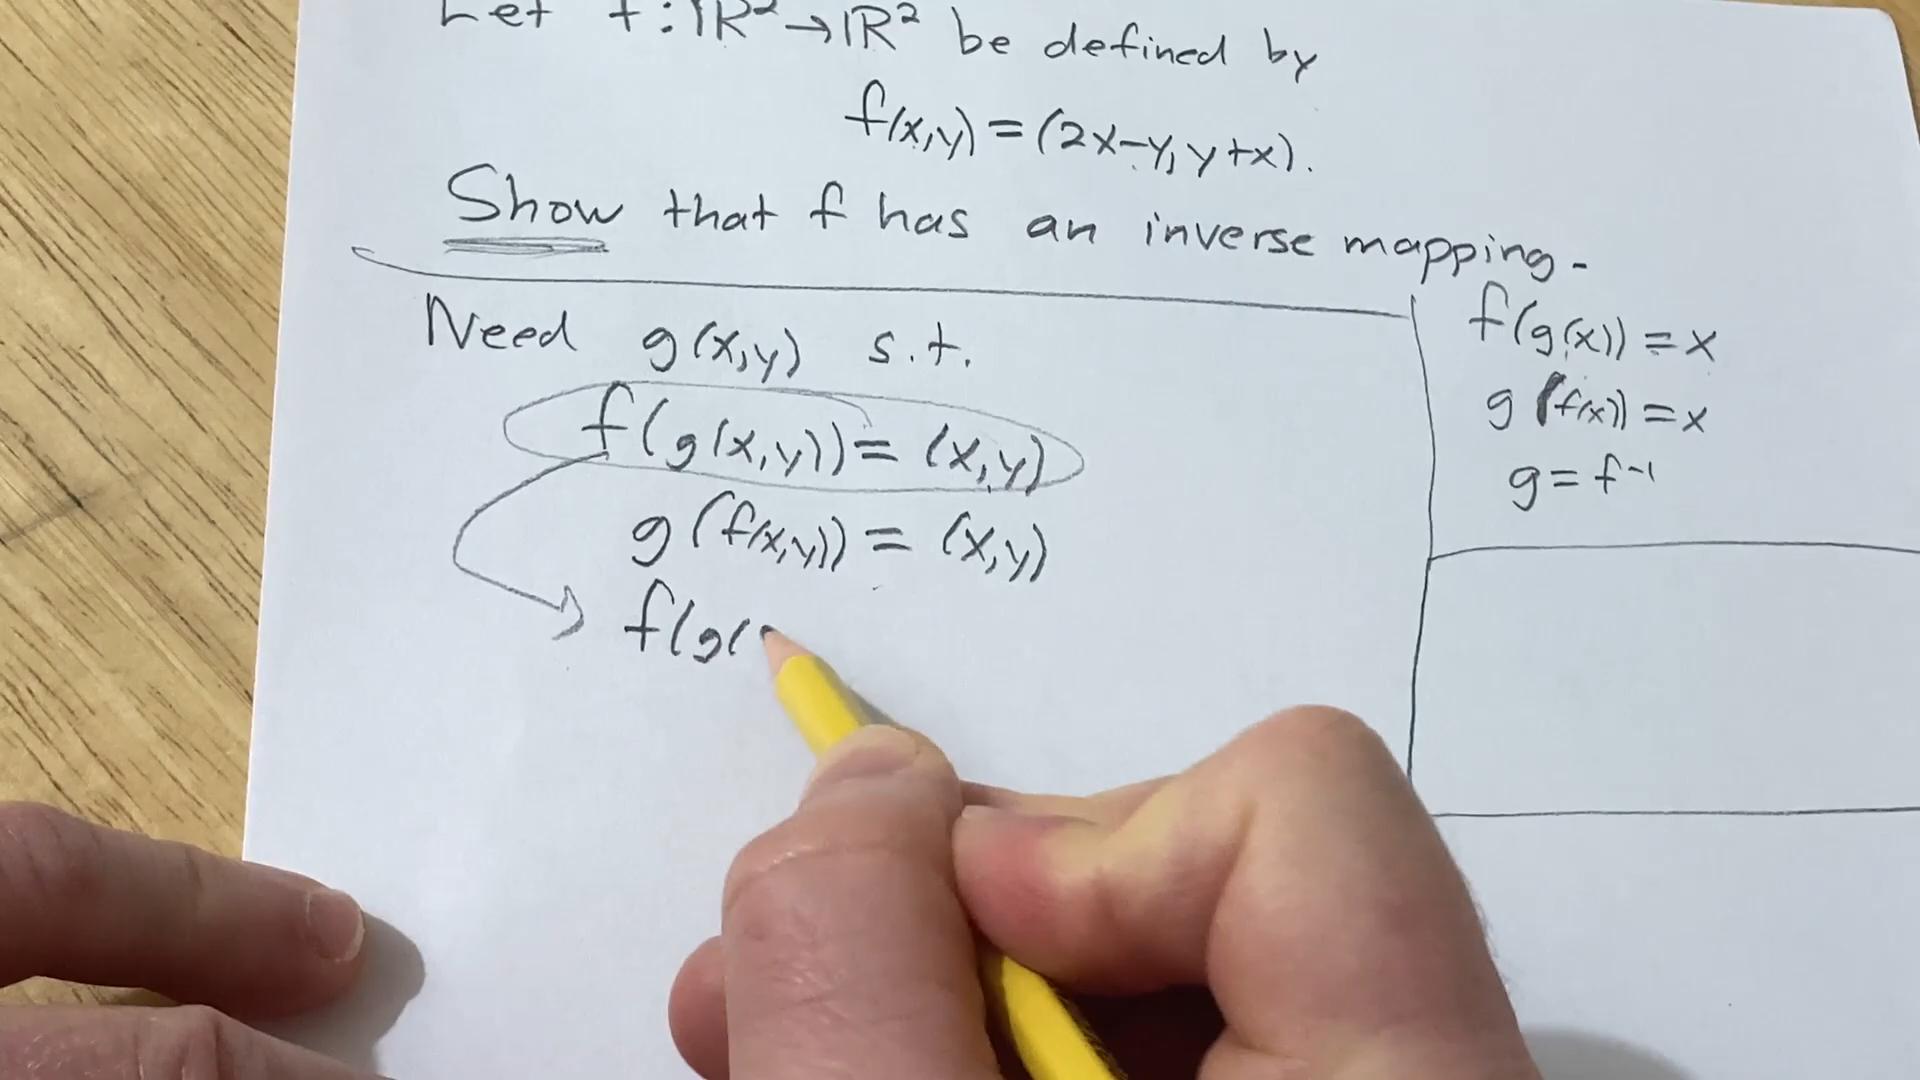 Let f : ℝ² → ℝ² be defined by
f(x,y) = (2x-y, y+x).
Show that f has an inverse mapping.
Need g(x,y) s.t.
f(g(x,y)) = (x,y)
g(f(x,y)) = (x,y)
f(g(
f(g(x)) = x
g(f(x)) = x
g = f⁻¹